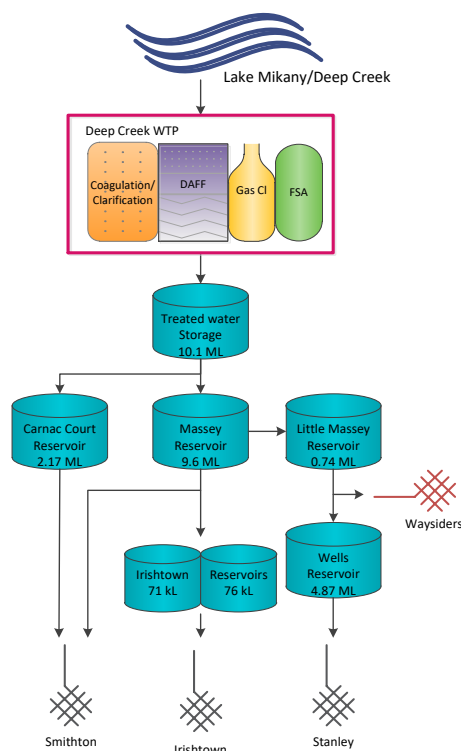 Lake Mikany/Deep Creek
Deep Creek WTP
Coagulation/
Clarification
DAFF
Gas Cl
FSA
Treated water
Storage
10.1 ML
Carnac Court
Reservoir
2.17 ML
Massey
Reservoir
9.6 ML
Little Massey
Reservoir
0.74 ML
Waysiders
Irishtown
71 kL
Reservoirs
76 kL
Wells
Reservoir
4.87 ML
Smithton
Irishtown
Stanley